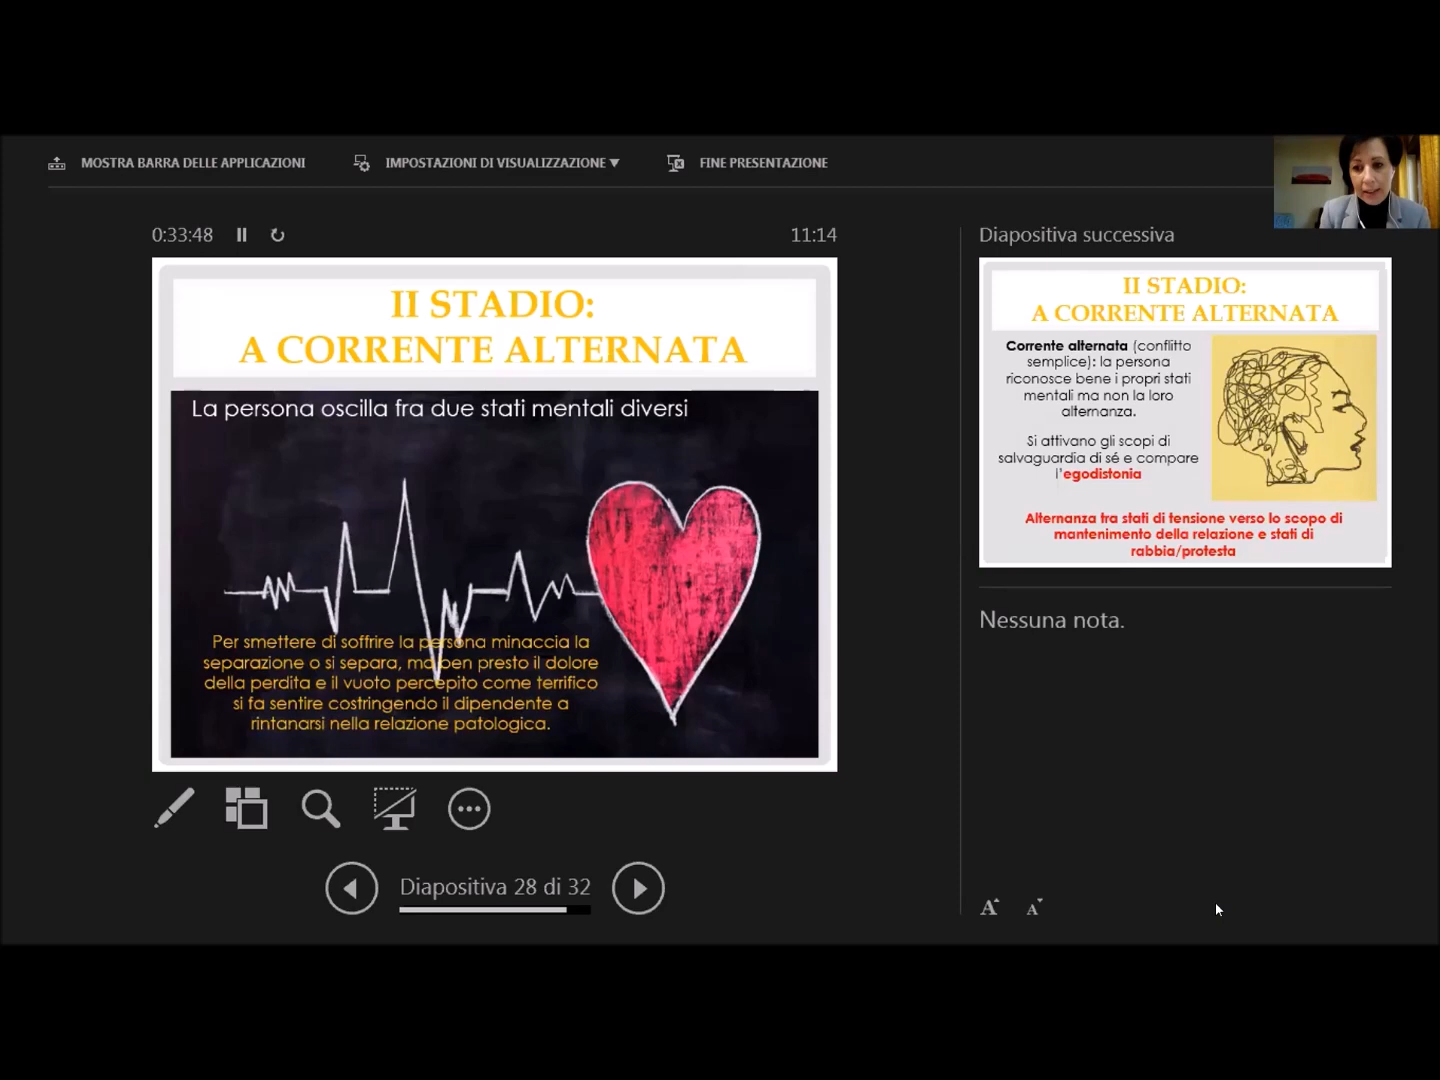 MOSTRA BARRA DELLE APPLICAZIONI
IMPOSTAZIONI DI VISUALIZZAZIONE ▼
FINE PRESENTAZIONE
0:33:48
11:14
II STADIO:
A CORRENTE ALTERNATA
La persona oscilla fra due stati mentali diversi
Per smettere di soffrire la persona minaccia la
separazione o si separa, ma ben presto il dolore
della perdita e il vuoto percepito come terrifico
si fa sentire costringendo il dipendente a
rintanarsi nella relazione patologica.
Diapositiva 28 di 32
Diapositiva successiva
II STADIO:
A CORRENTE ALTERNATA
Corrente alternata (conflitto
semplice): la persona
riconosce bene i propri stati
mentali ma non la loro
alternanza.
Si attivano gli scopi di
salvaguardia di sé e compare
l'egodistonia
Alternanza tra stati di tensione verso lo scopo di
mantenimento della relazione e stati di
rabbia/protesta
Nessuna nota.
A A